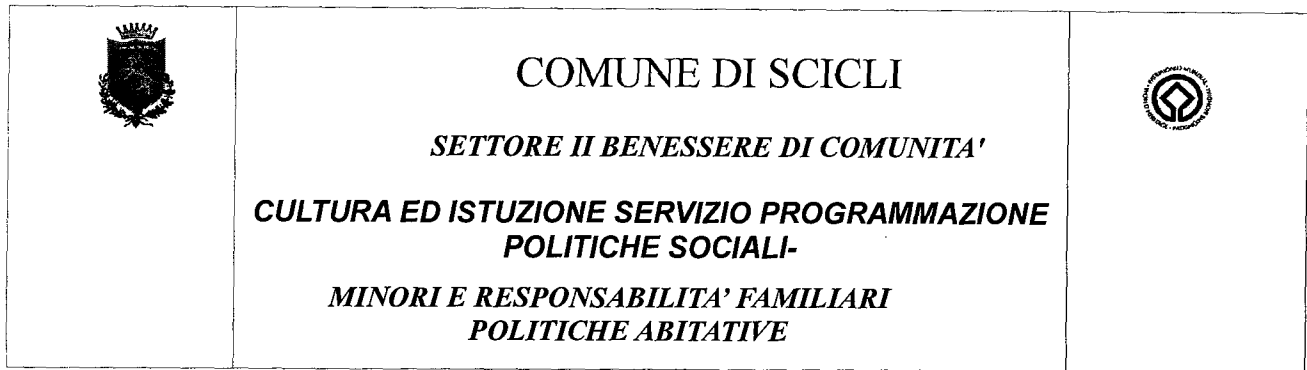 COMUNE DI SCICLI
SETTORE II BENESSERE DI COMUNITA'
CULTURA ED ISTUZIONE SERVIZIO PROGRAMMAZIONE
POLITICHE SOCIALI-
MINORI E RESPONSABILITA' FAMILIARI
POLITICHE ABITATIVE